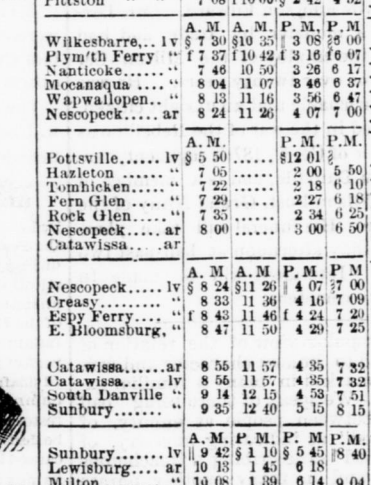 Pittston
A. M. A. M. P. M. P. M.
Wilkesbarre,.. lv § 7 30 §10 35 ‖ 3 08 §6 00
Plym'th Ferry " f 7 37 f10 42 f 3 16 f6 07
Nanticoke....... " 7 46 10 50 3 26 6 17
Mocanaqua .... " 8 04 11 07 3 46 6 37
Wapwallopen.. " 8 13 11 16 3 56 6 47
Nescopeck..... ar 8 24 11 26 4 07 7 00
A. M. P. M. P. M.
Pottsville....... lv § 5 50 ...... §12 01 §
Hazleton ...... " 7 05 ...... 2 00 5 50
Tomhicken..... " 7 22 ...... 2 18 6 10
Fern Glen ..... " 7 29 ...... 2 27 6 18
Rock Glen...... " 7 35 ...... 2 34 6 25
Nescopeck..... ar 8 00 3 00 6 50
Catawissa... ar
A. M A. M P. M. P M
Nescopeck..... lv § 8 24 §11 26 ‖ 4 07 §7 00
Creasy.......... " 8 33 11 36 4 16 7 09
Espy Ferry.... " f 8 43 11 46 f 4 24 7 20
E. Bloomsburg, " 8 47 11 50 4 29 7 25
Catawissa...... ar 8 55 11 57 4 35 7 32
Catawissa...... lv 8 55 11 57 4 35 7 32
South Danville " 9 14 12 15 4 53 7 51
Sunbury....... " 9 35 12 40 5 15 8 15
A. M. P. M. P. M P. M.
Sunbury....... lv ‖ 9 42 § 1 10 § 5 45 ‖8 40
Lewisburg.... ar 10 13 1 45 6 18
Milton " 10 08 1 39 6 14 9 04